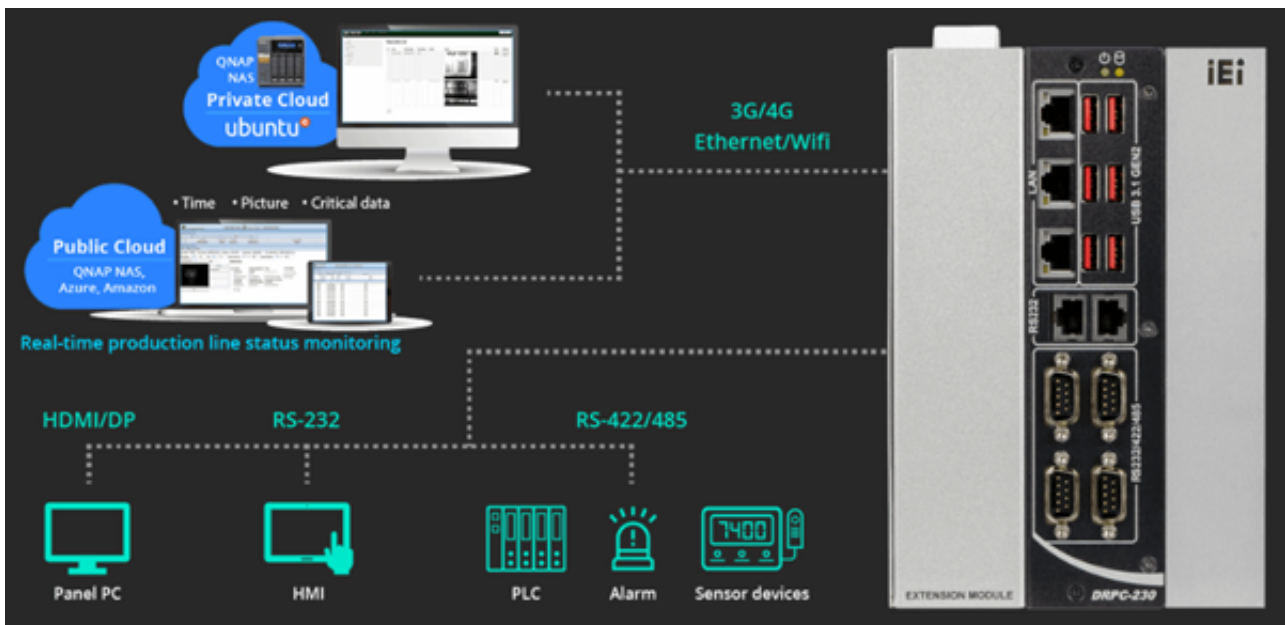 QNAP
NAS
Private Cloud
ubuntu
3G/4G
Ethernet/Wifi
• Time • Picture • Critical data
Public Cloud
QNAP NAS,
Azure, Amazon
Real-time production line status monitoring
HDMI/DP
RS-232
RS-422/485
7400
Panel PC
HMI
PLC
Alarm
Sensor devices
iEi
LAN
USB 3.1 GEN2
RS232
RS232/422/485
EXTENSION MODULE
DRPC-230